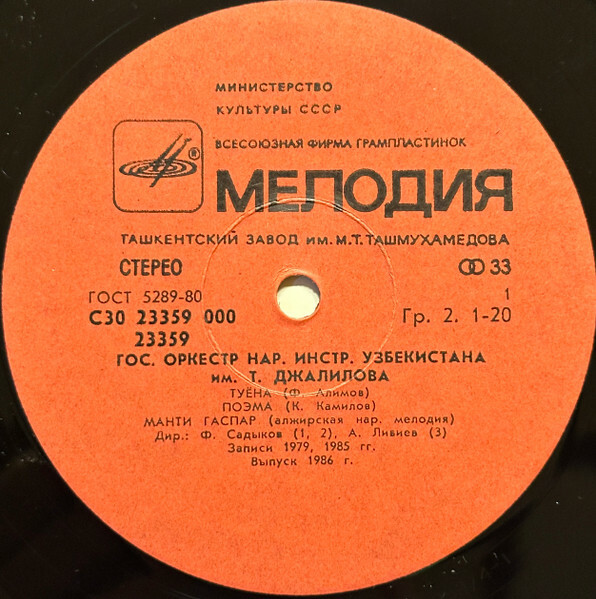 МИНИСТЕРСТВО
КУЛЬТУРЫ СССР
ВСЕСОЮЗНАЯ ФИРМА ГРАМПЛАСТИНОК
®
МЕЛОДИЯ
ТАШКЕНТСКИЙ ЗАВОД ИМ. М.Т. ТАШМУХАМЕДОВА
СТЕРЕО 33
ГОСТ 5289-80 1
С30 23359 000 Гр. 2. 1-20
23359
ГОС. ОРКЕСТР НАР. ИНСТР. УЗБЕКИСТАНА
им. Т. ДЖАЛИЛОВА
ТУЁНА (Ф. Алимов)
ПОЭМА (К. Камилов)
МАНТИ ГАСПАР (алжирская нар. мелодия)
Дир.: Ф. Садыков (1, 2), А. Ливиев (3)
Записи 1979, 1985 гг.
Выпуск 1986 г.